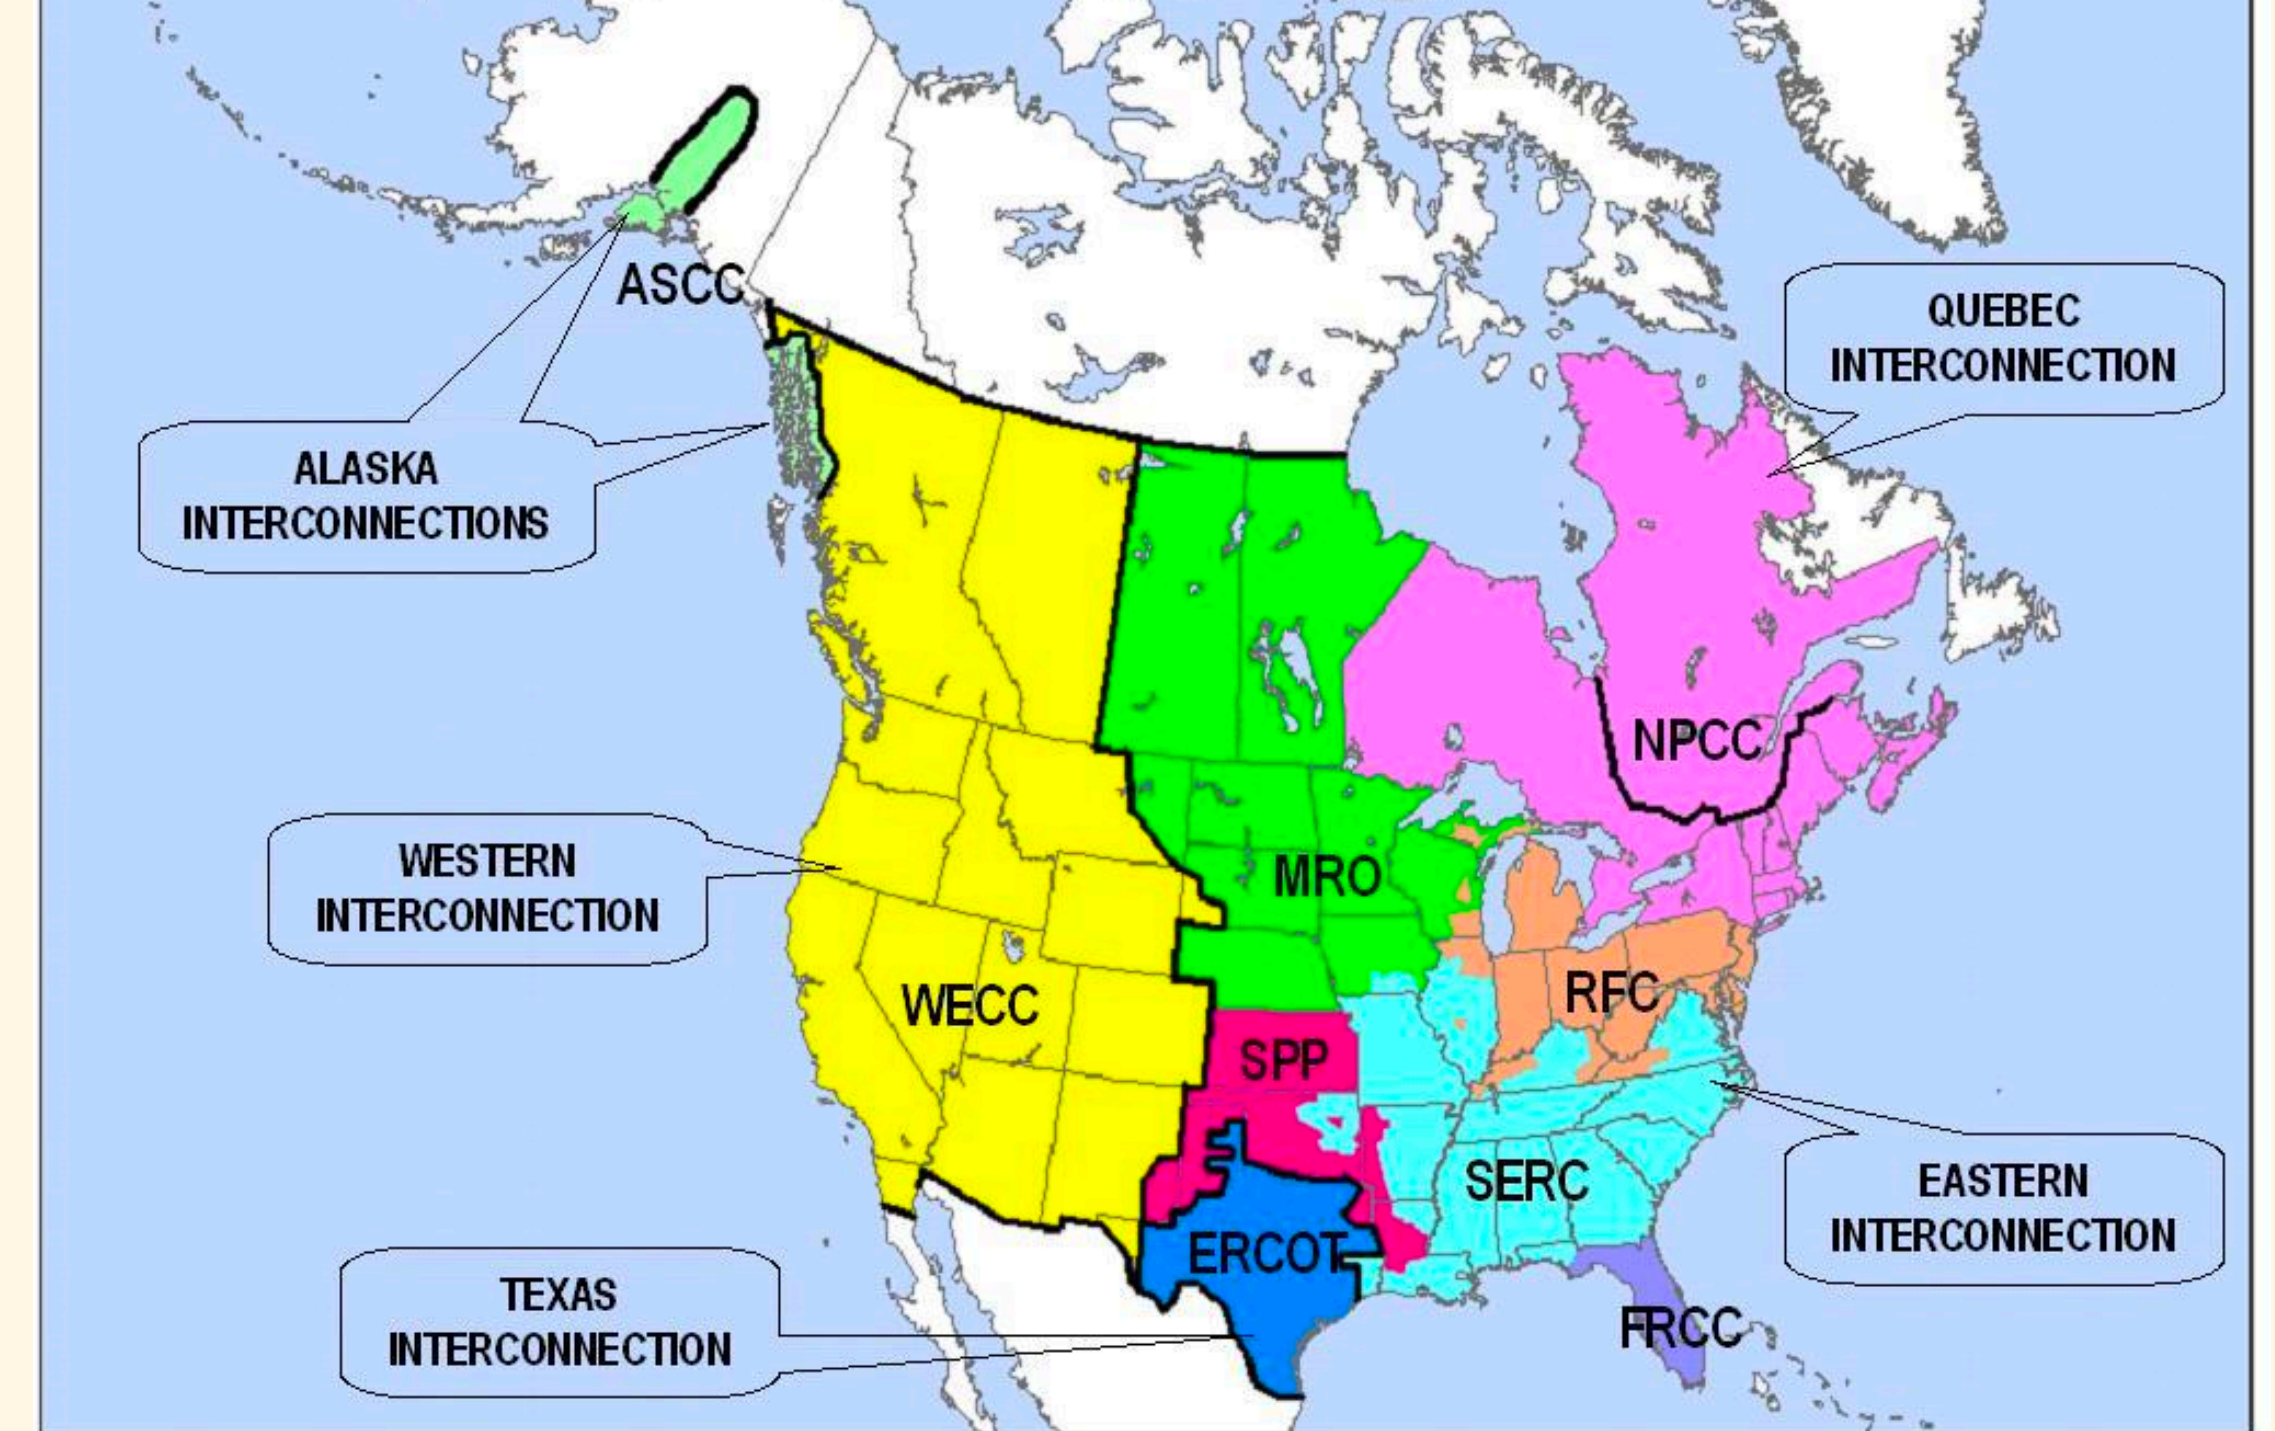 ASCC
QUEBEC
INTERCONNECTION
ALASKA
INTERCONNECTIONS
NPCC
WESTERN
INTERCONNECTION
MRO
WECC
RFC
SPP
SERC
EASTERN
INTERCONNECTION
ERCOT
TEXAS
INTERCONNECTION
FRCC